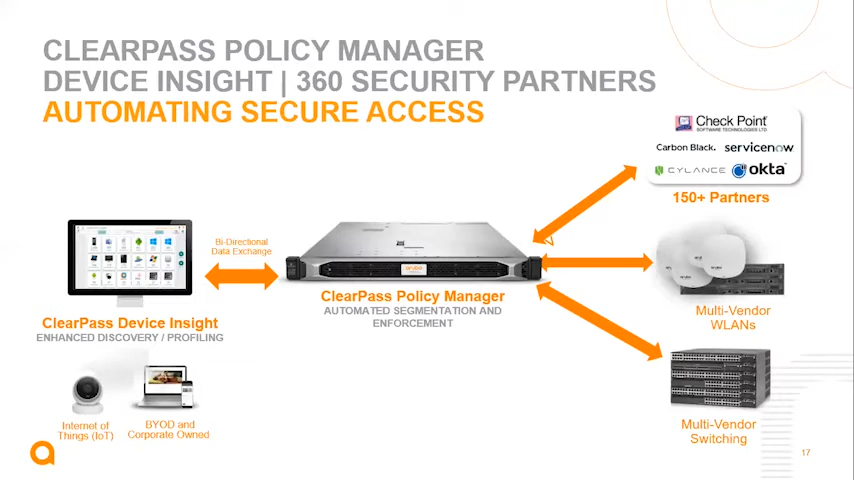 CLEARPASS POLICY MANAGER
DEVICE INSIGHT | 360 SECURITY PARTNERS
AUTOMATING SECURE ACCESS
Check Point
SOFTWARE TECHNOLOGIES LTD
Carbon Black.
servicenow
CYLANCE
okta
150+ Partners
Bi-Directional
Data Exchange
aruba
ClearPass Policy Manager
AUTOMATED SEGMENTATION AND
ENFORCEMENT
ClearPass Device Insight
ENHANCED DISCOVERY / PROFILING
Multi-Vendor
WLANs
Internet of
Things (IoT)
BYOD and
Corporate Owned
Multi-Vendor
Switching
17